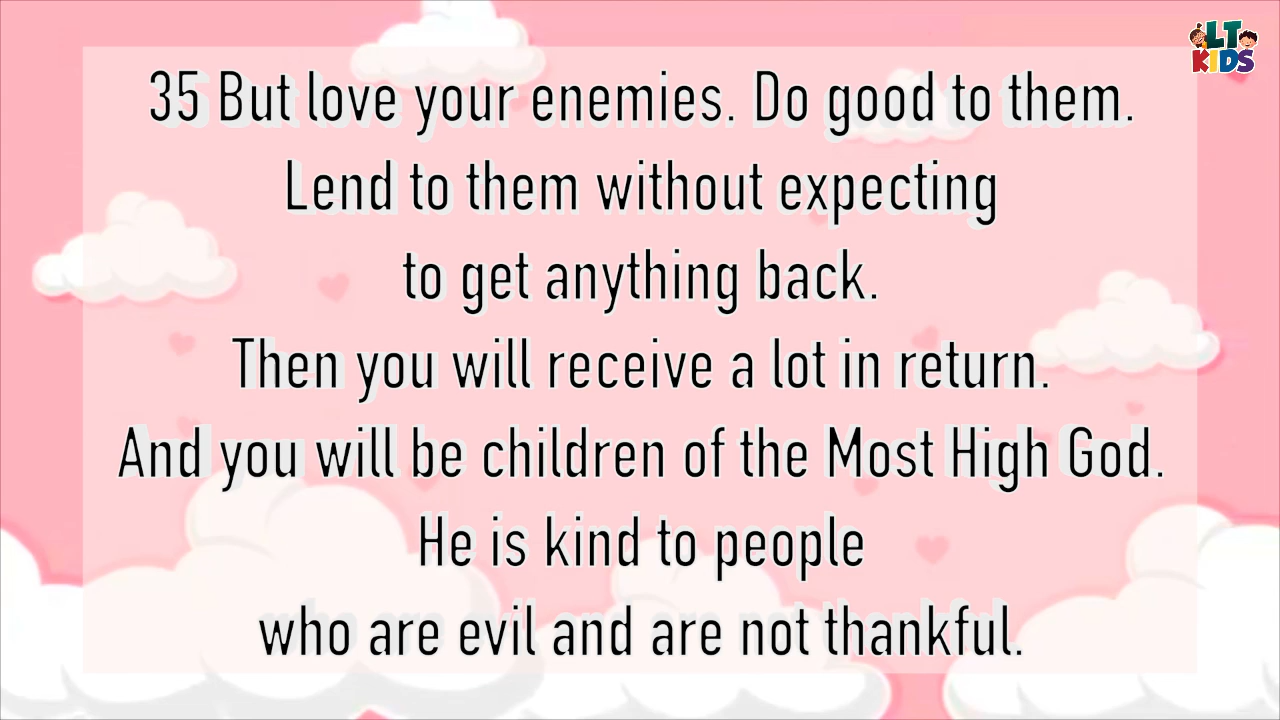 LT
KIDS
35 But love your enemies. Do good to them.
Lend to them without expecting
to get anything back.
Then you will receive a lot in return.
And you will be children of the Most High God.
He is kind to people
who are evil and are not thankful.